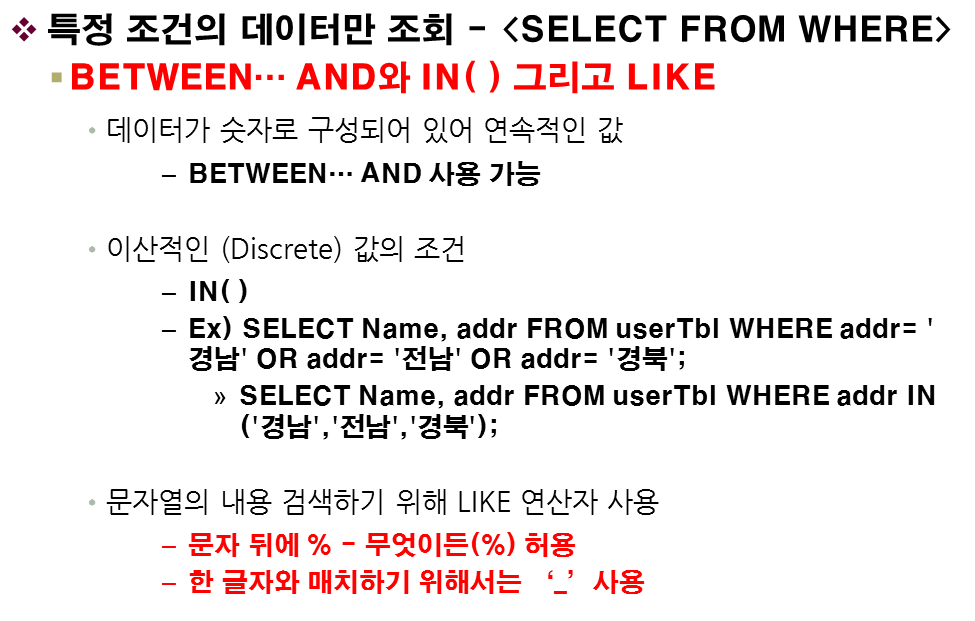 ❖ 특정 조건의 데이터만 조회 - <SELECT FROM WHERE>
▪ BETWEEN… AND와 IN( ) 그리고 LIKE
• 데이터가 숫자로 구성되어 있어 연속적인 값
– BETWEEN… AND 사용 가능
• 이산적인 (Discrete) 값의 조건
– IN( )
– Ex) SELECT Name, addr FROM userTbl WHERE addr= '
경남' OR addr= '전남' OR addr= '경북';
» SELECT Name, addr FROM userTbl WHERE addr IN
('경남','전남','경북');
• 문자열의 내용 검색하기 위해 LIKE 연산자 사용
– 문자 뒤에 % - 무엇이든(%) 허용
– 한 글자와 매치하기 위해서는 ‘_’ 사용